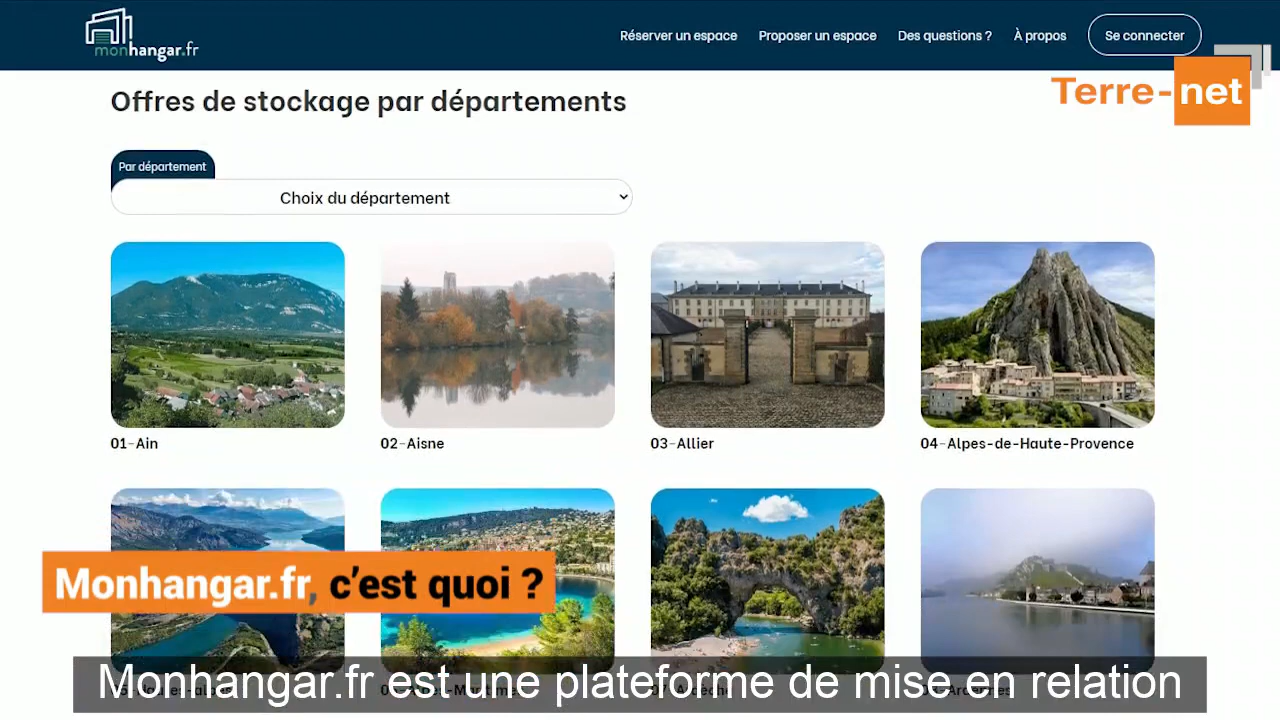 monhangar.fr
Réserver un espace
Proposer un espace
Des questions ?
À propos
Se connecter
Terre-net
Offres de stockage par départements
Par département
Choix du département
01-Ain
02-Aisne
03-Allier
04-Alpes-de-Haute-Provence
Monhangar.fr, c'est quoi ?
Monhangar.fr est une plateforme de mise en relation